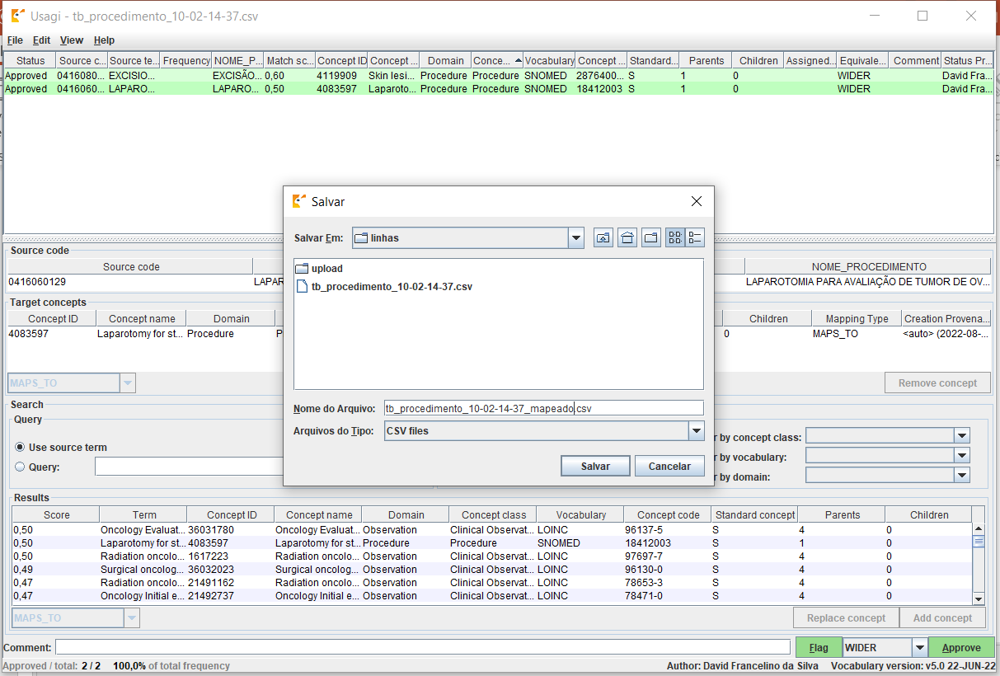 Usagi - tb_procedimento_10-02-14-37.csv
File Edit View Help
Status Source c... Source te... Frequency NOME_P... Match sc... Concept ID Concept ... Domain Conce... Vocabulary Concept ... Standard... Parents Children Assigned... Equivale... Comment Status Pr...
Approved 0416080... EXCISIO... EXCISÃO... 0,60 4119909 Skin lesi... Procedure Procedure SNOMED 2876400... S 1 0 WIDER David Fra...
Approved 0416060... LAPARO... LAPARO... 0,50 4083597 Laparoto... Procedure Procedure SNOMED 18412003 S 1 0 WIDER David Fra...
Salvar
Salvar Em: linhas
upload
tb_procedimento_10-02-14-37.csv
Nome do Arquivo: tb_procedimento_10-02-14-37_mapeado.csv
Arquivos do Tipo: CSV files
Salvar Cancelar
Source code
Source code NOME_PROCEDIMENTO
0416060129 LAPAR LAPAROTOMIA PARA AVALIAÇÃO DE TUMOR DE OV...
Target concepts
Concept ID Concept name Domain Children Mapping Type Creation Provena...
4083597 Laparotomy for st... Procedure P 0 MAPS_TO <auto> (2022-08-...
MAPS_TO Remove concept
Search
Query
Use source term r by concept class:
Query: r by vocabulary:
r by domain:
Results
Score Term Concept ID Concept name Domain Concept class Vocabulary Concept code Standard concept Parents Children
0,50 Oncology Evaluat... 36031780 Oncology Evaluat... Observation Clinical Observat... LOINC 96137-5 S 4 0
0,50 Laparotomy for st... 4083597 Laparotomy for st... Procedure Procedure SNOMED 18412003 S 1 0
0,50 Radiation oncolo... 1617223 Radiation oncolo... Observation Clinical Observat... LOINC 97697-7 S 4 0
0,49 Surgical oncolog... 36032023 Surgical oncolog... Observation Clinical Observat... LOINC 96130-0 S 4 0
0,47 Radiation oncolo... 21491162 Radiation oncolo... Observation Clinical Observat... LOINC 78653-3 S 4 0
0,47 Oncology Initial e... 21492737 Oncology Initial e... Observation Clinical Observat... LOINC 78471-0 S 4 0
MAPS_TO Replace concept Add concept
Comment: Flag WIDER Approve
Approved / total: 2 / 2 100,0% of total frequency Author: David Francelino da Silva Vocabulary version: v5.0 22-JUN-22